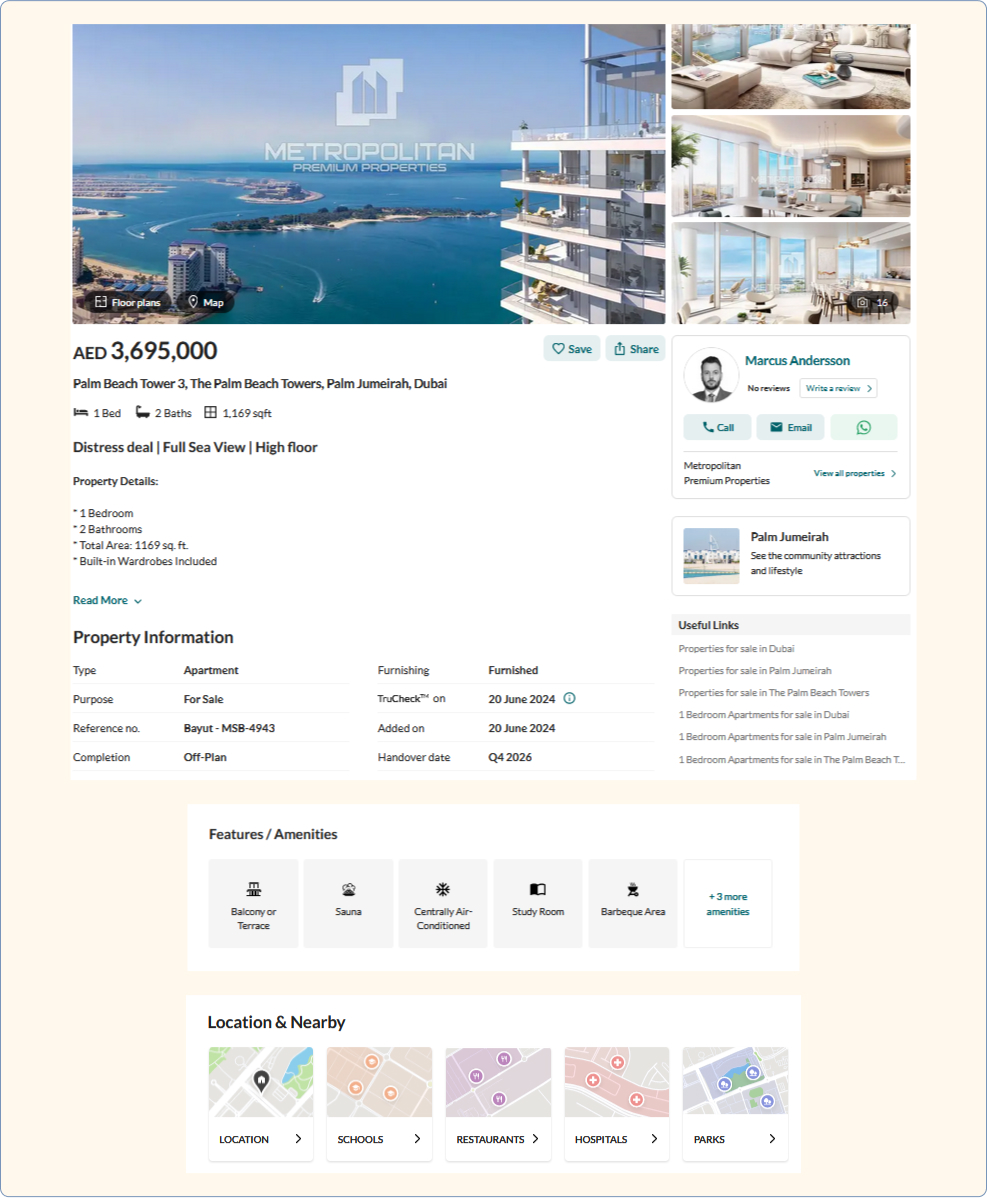 METROPOLITAN
PREMIUM PROPERTIES
Floor plans
Map
16
AED 3,695,000
Save
Share
Palm Beach Tower 3, The Palm Beach Towers, Palm Jumeirah, Dubai
1 Bed 2 Baths 1,169 sqft
Distress deal | Full Sea View | High floor
Property Details:
* 1 Bedroom
* 2 Bathrooms
* Total Area: 1169 sq. ft.
* Built-in Wardrobes Included
Read More
Property Information
Type Apartment Furnishing Furnished
Purpose For Sale TruCheck™ on 20 June 2024
Reference no. Bayut - MSB-4943 Added on 20 June 2024
Completion Off-Plan Handover date Q4 2026
Marcus Andersson
No reviews Write a review
Call Email
Metropolitan
Premium Properties
View all properties
Palm Jumeirah
See the community attractions
and lifestyle
Useful Links
Properties for sale in Dubai
Properties for sale in Palm Jumeirah
Properties for sale in The Palm Beach Towers
1 Bedroom Apartments for sale in Dubai
1 Bedroom Apartments for sale in Palm Jumeirah
1 Bedroom Apartments for sale in The Palm Beach T...
Features / Amenities
Balcony or
Terrace
Sauna
Centrally Air-
Conditioned
Study Room
Barbeque Area
+ 3 more
amenities
Location & Nearby
LOCATION
SCHOOLS
RESTAURANTS
HOSPITALS
PARKS